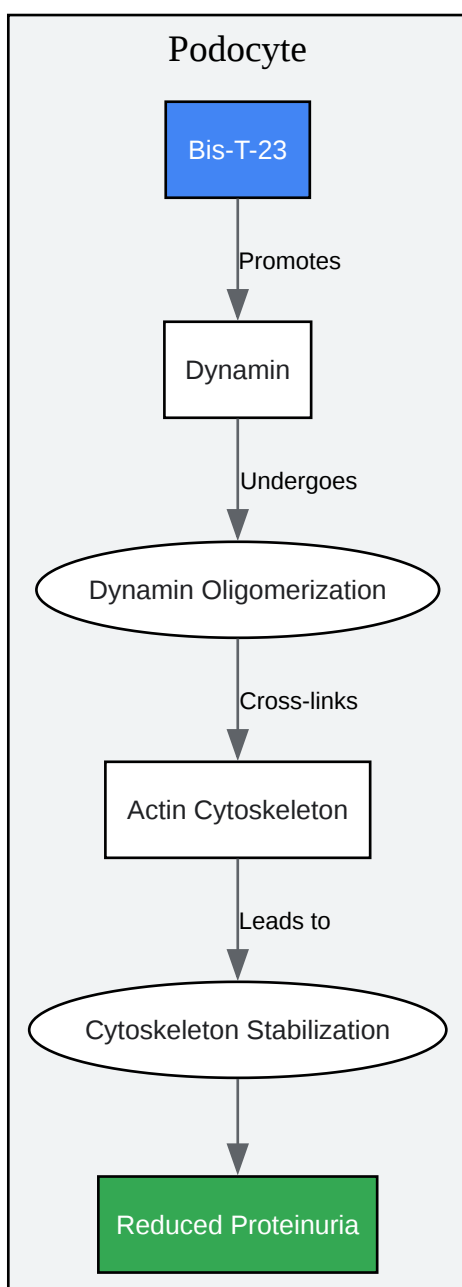 Podocyte
Bis-T-23
Promotes
Dynamin
Undergoes
Dynamin Oligomerization
Cross-links
Actin Cytoskeleton
Leads to
Cytoskeleton Stabilization
Reduced Proteinuria